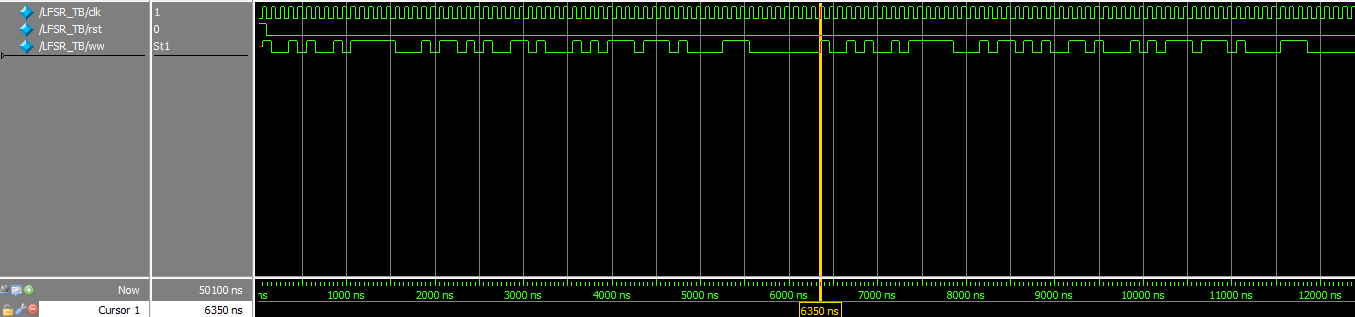 /LFSR_TB/clk 1
/LFSR_TB/rst 0
/LFSR_TB/ww St1
Now 50100 ns
ns 1000 ns 2000 ns 3000 ns 4000 ns 5000 ns 6000 ns 7000 ns 8000 ns 9000 ns 10000 ns 11000 ns 12000 ns
Cursor 1 6350 ns
6350 ns